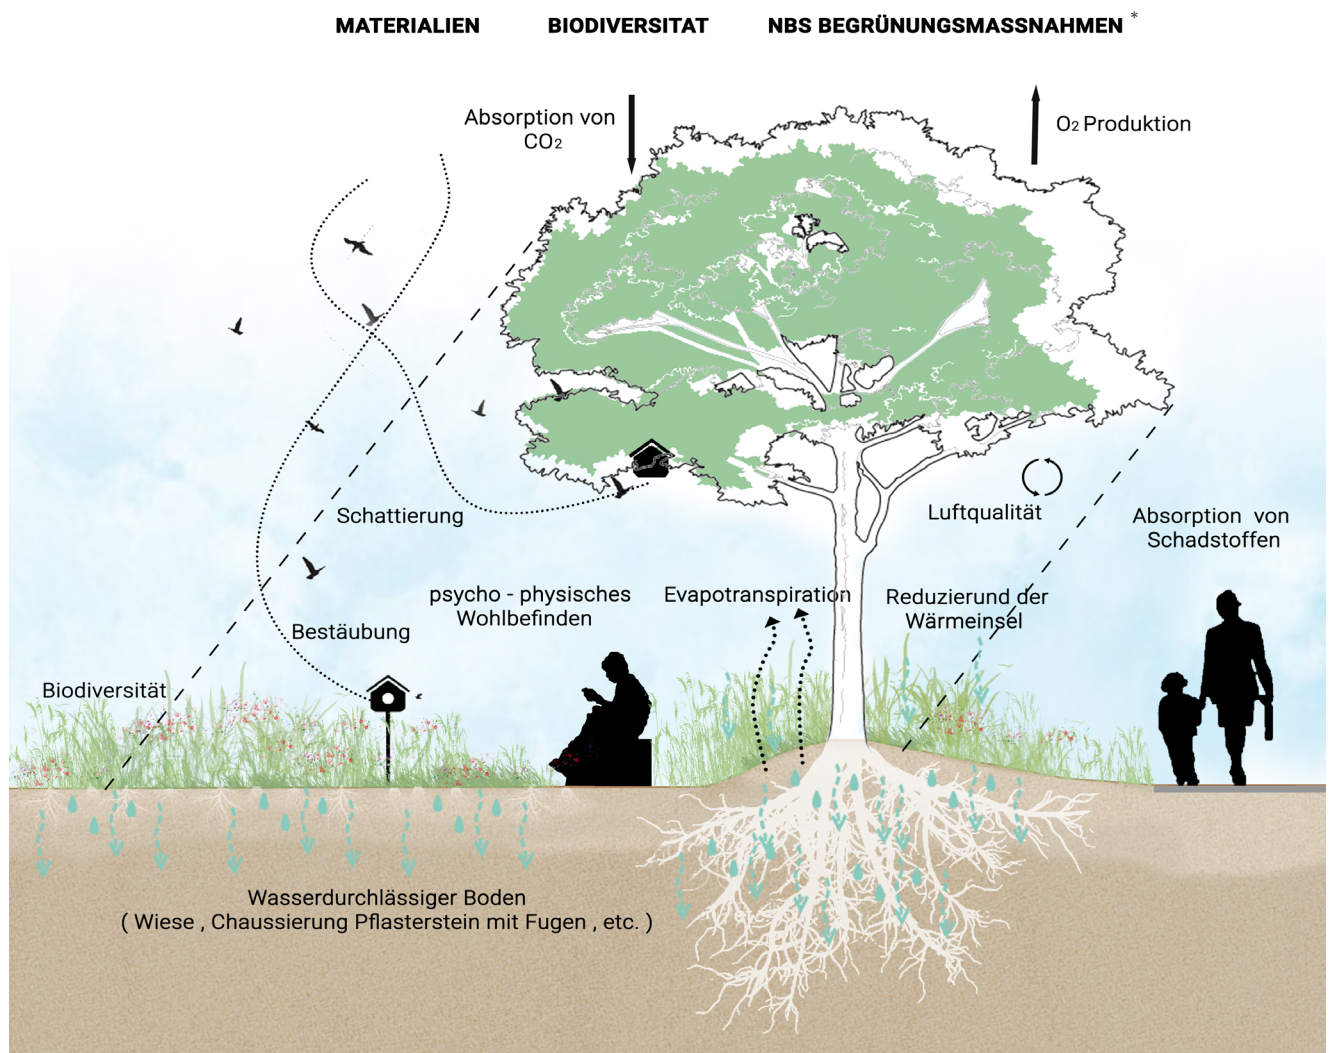 MATERIALIEN BIODIVERSITAT NBS BEGRÜNUNGSMASSNAHMEN *
Absorption von
CO₂
O₂ Produktion
Schattierung
Luftqualität
Absorption von
Schadstoffen
psycho - physisches
Wohlbefinden
Evapotranspiration
Reduzierund der
Wärmeinsel
Bestäubung
Biodiversität
Wasserdurchlässiger Boden
( Wiese , Chaussierung Pflasterstein mit Fugen , etc. )